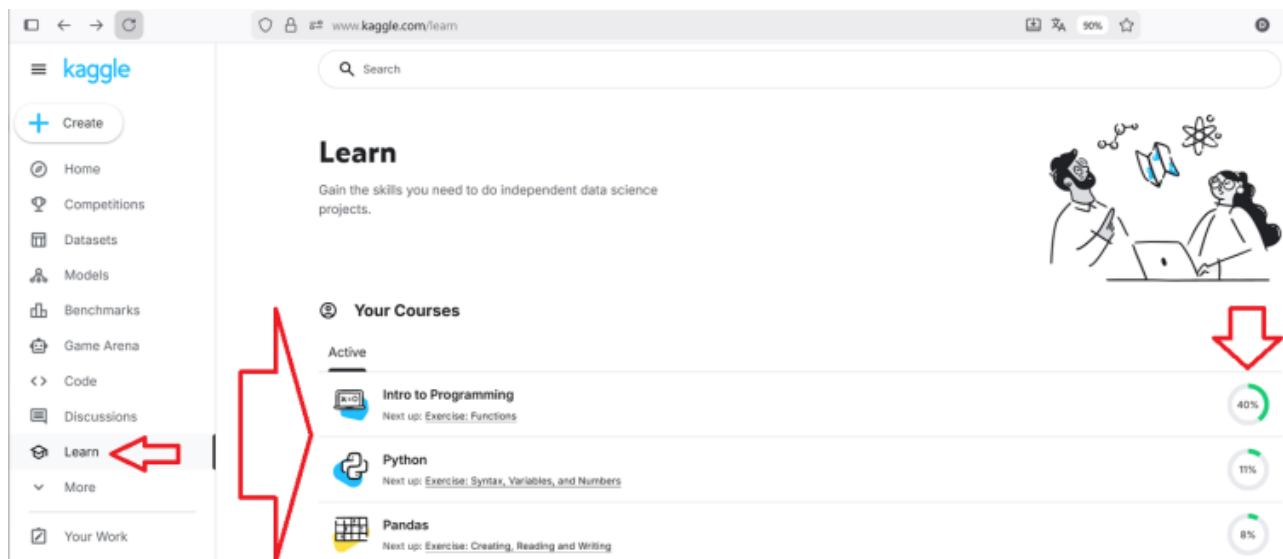 www.kaggle.com/learn
90%
D
kaggle
Search
Create
Home
Competitions
Datasets
Models
Benchmarks
Game Arena
Code
Discussions
Learn
More
Your Work
Learn
Gain the skills you need to do independent data science
projects.
Your Courses
Active
Intro to Programming
Next up: Exercise: Functions
40%
Python
Next up: Exercise: Syntax, Variables, and Numbers
11%
Pandas
Next up: Exercise: Creating, Reading and Writing
8%